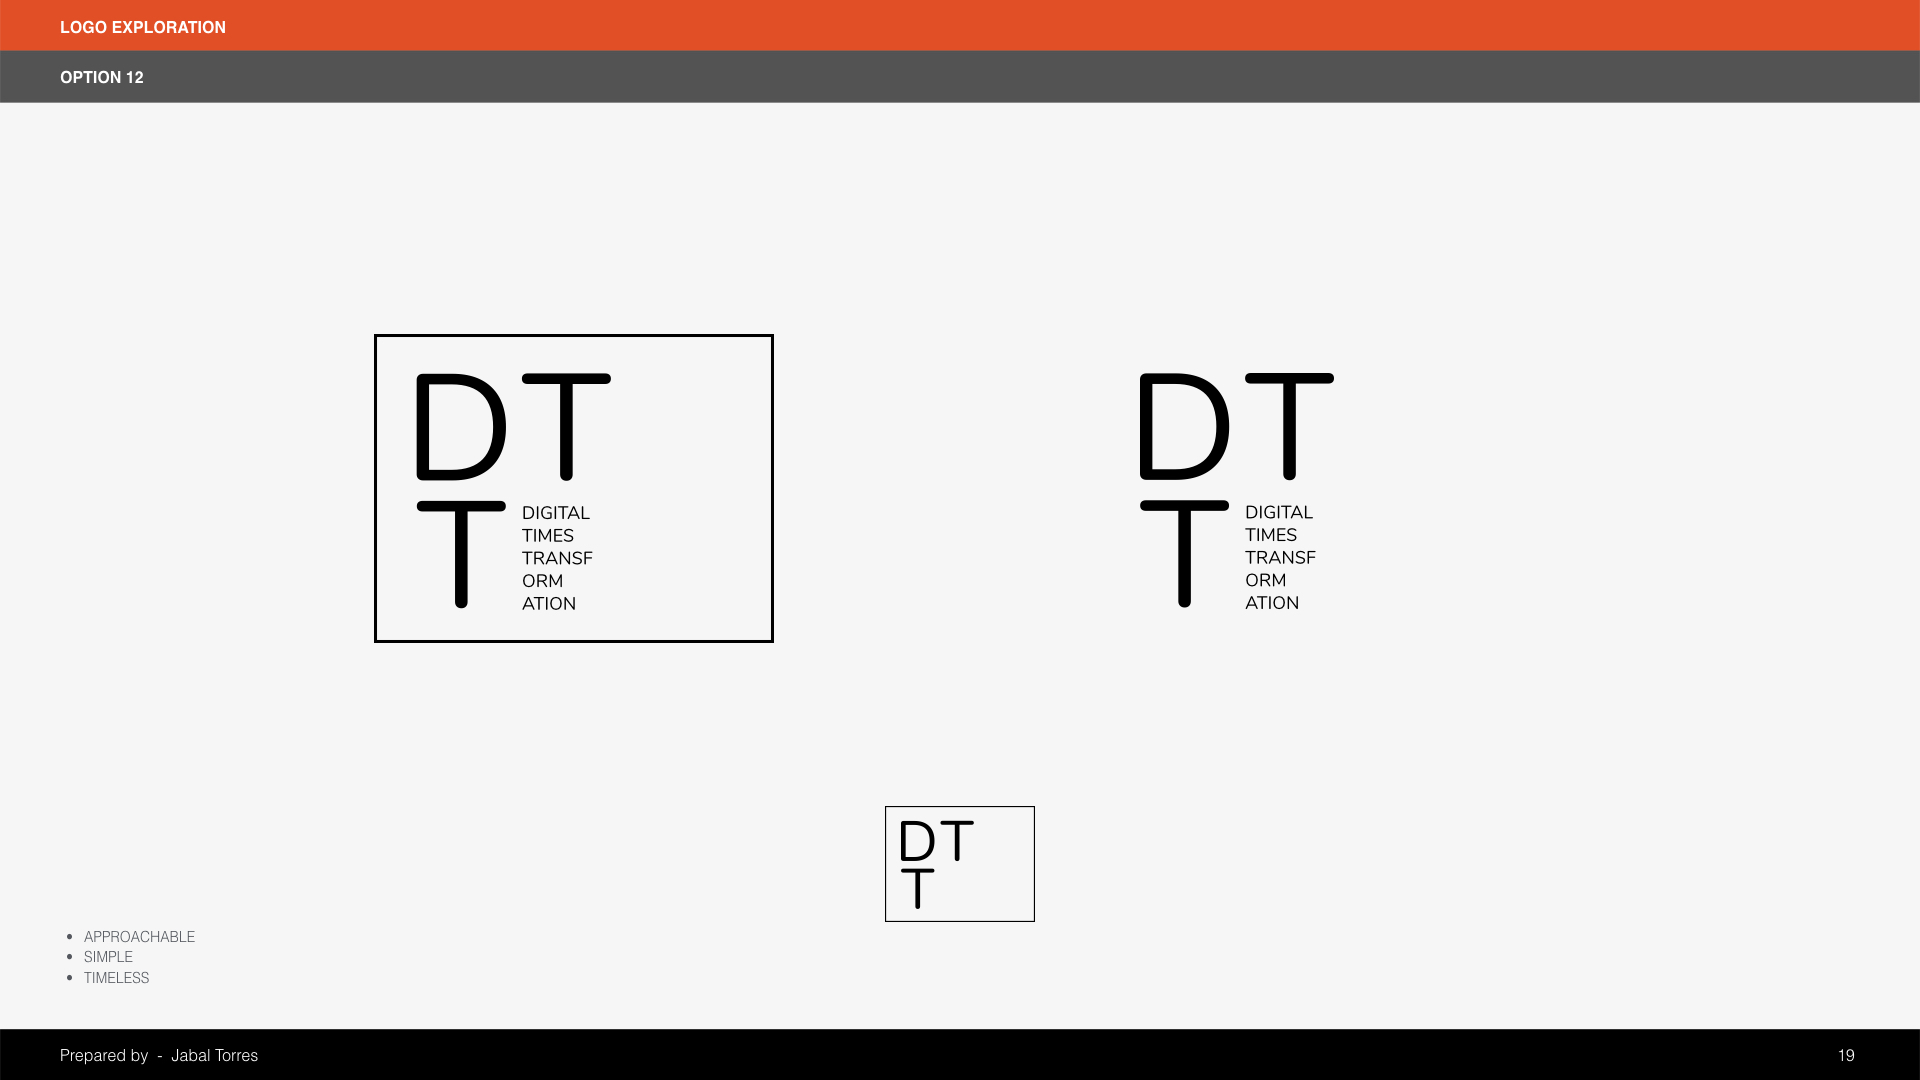 LOGO EXPLORATION
OPTION 12
DT
T
DIGITAL
TIMES
TRANSF
ORM
ATION
DT
T
DIGITAL
TIMES
TRANSF
ORM
ATION
DT
T
• APPROACHABLE
• SIMPLE
• TIMELESS
Prepared by - Jabal Torres
19